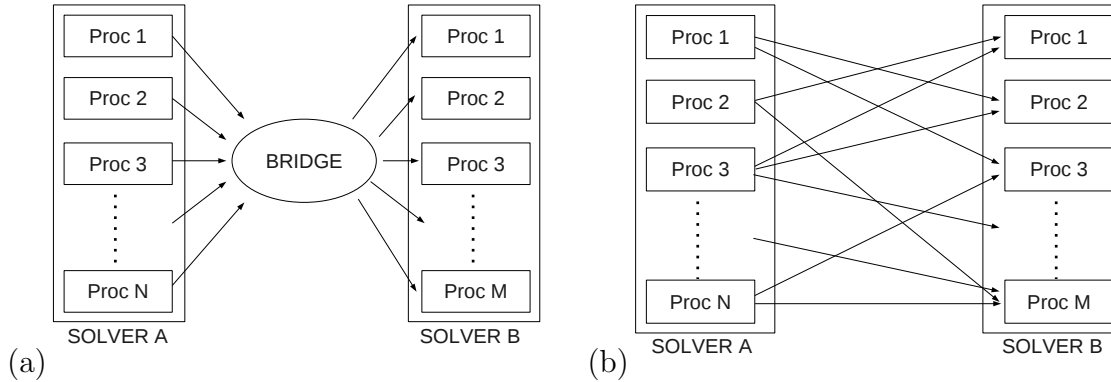 Proc 1
Proc 2
Proc 3
Proc N
SOLVER A
BRIDGE
Proc 1
Proc 2
Proc 3
Proc M
SOLVER B
(a)
Proc 1
Proc 2
Proc 3
Proc N
SOLVER A
Proc 1
Proc 2
Proc 3
Proc M
SOLVER B
(b)